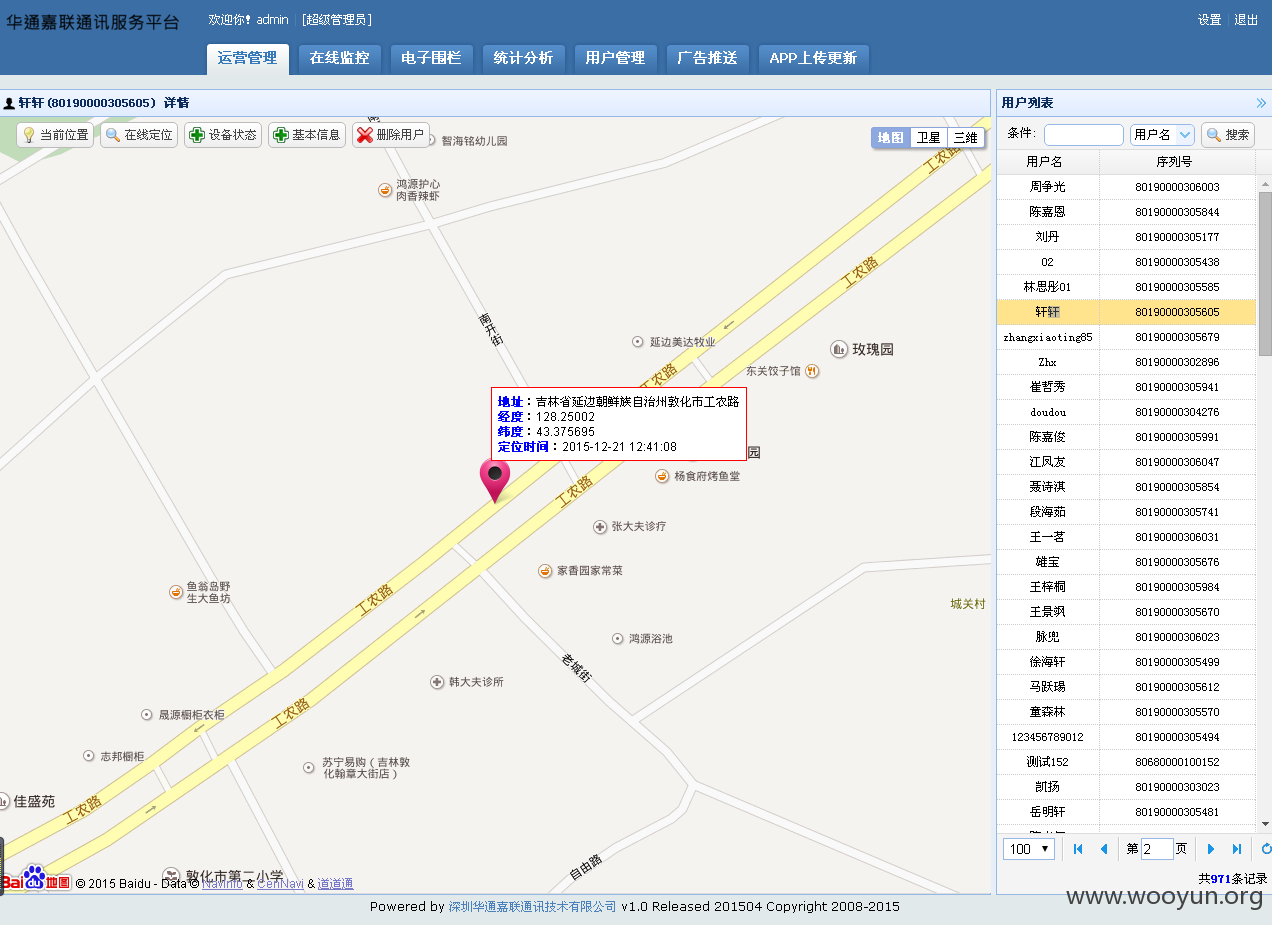 华通嘉联通讯服务平台
欢迎你! admin [超级管理员]
设置 退出
运营管理 在线监控 电子围栏 统计分析 用户管理 广告推送 APP上传更新
轩轩 (80190000305605) 详情
当前位置 在线定位 设备状态 基本信息 删除用户
地图 卫星 三维
智海铭幼儿园
工农路
鸿源护心
肉香辣虾
工农路
南开街
延边美达牧业
玫瑰园
东关饺子馆
工农路
地址：吉林省延边朝鲜族自治州敦化市工农路
经度：128.25002
纬度：43.375695
定位时间：2015-12-21 12:41:08
园
杨食府烤鱼堂
工农路
张大夫诊疗
家香园家常菜
鱼翁岛野
生大鱼坊
工农路
城关村
鸿源浴池
老城街
韩大夫诊所
晟源橱柜衣柜
工农路
志邦橱柜
苏宁易购（吉林敦
化翰章大街店）
佳盛苑
工农路
自由路
敦化市第二小学
Bai du 地图 © 2015 Baidu - Data © NavInfo & CenNavi & 道道通
用户列表
条件: 用户名 搜索
用户名 序列号
周争光 80190000306003
陈嘉恩 80190000305844
刘丹 80190000305177
02 80190000305438
林思彤01 80190000305585
轩轩 80190000305605
zhangxiaoting85 80190000305679
Zhx 80190000302896
崔哲秀 80190000305941
doudou 80190000304276
陈嘉俊 80190000305991
江凤友 80190000306047
聂诗淇 80190000305854
段海茹 80190000305741
王一茗 80190000306031
雄宝 80190000305676
王梓桐 80190000305984
王景飒 80190000305670
脉兜 80190000306023
徐海轩 80190000305499
马跃瑒 80190000305612
童森林 80190000305570
123456789012 80190000305494
测试152 80680000100152
凯扬 80190000303023
岳明轩 80190000305481
100 第 2 页
共971条记录
www.wooyun.org
Powered by 深圳华通嘉联通讯技术有限公司 v1.0 Released 201504 Copyright 2008-2015